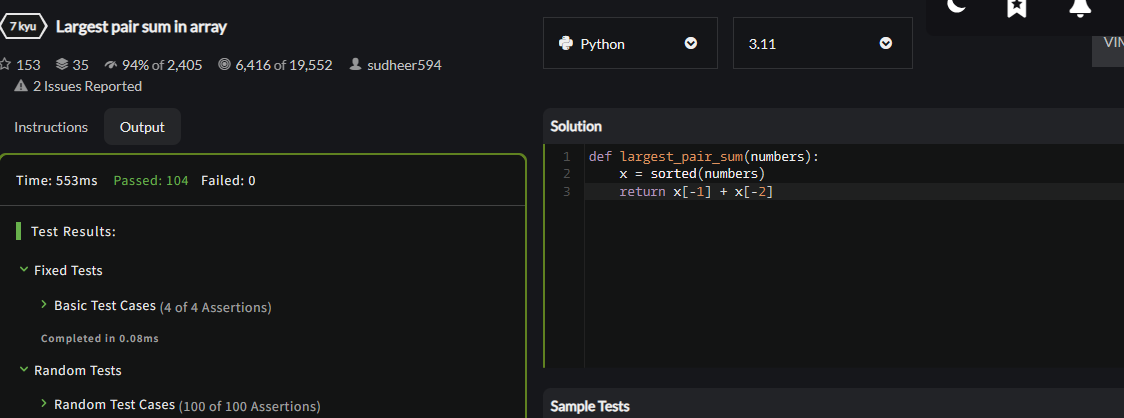 7 kyu Largest pair sum in array
153 35 94% of 2,405 6,416 of 19,552 sudheer594
2 Issues Reported
Instructions Output
Time: 553ms Passed: 104 Failed: 0
Test Results:
Fixed Tests
Basic Test Cases (4 of 4 Assertions)
Completed in 0.08ms
Random Tests
Random Test Cases (100 of 100 Assertions)
Python 3.11
Solution
1 def largest_pair_sum(numbers):
2 x = sorted(numbers)
3 return x[-1] + x[-2]
Sample Tests